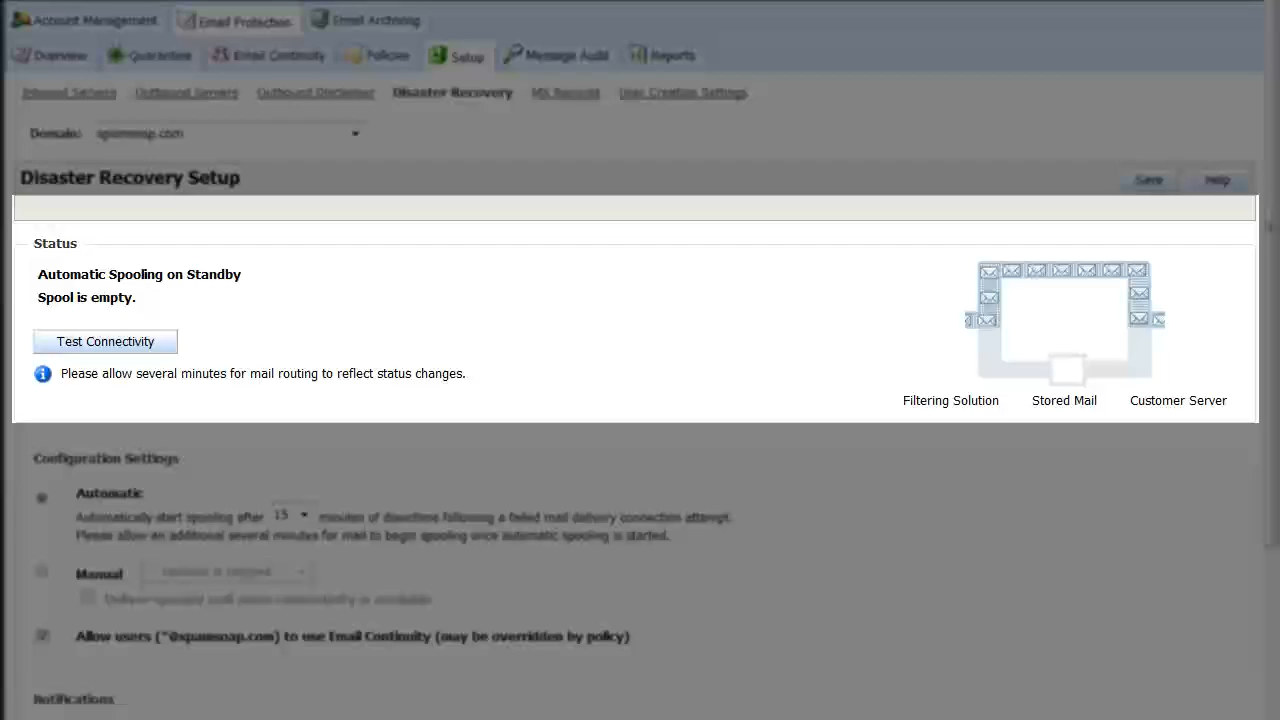 Account Management Email Protection Email Archiving
Overview Quarantine Email Continuity Policies Setup Message Audit Reports
Inbound Servers Outbound Servers Outbound Disclaimer Disaster Recovery MX Records User Creation Settings
Domain: spamsoap.com
Disaster Recovery Setup Save Help
Status
Automatic Spooling on Standby
Spool is empty.
Test Connectivity
Please allow several minutes for mail routing to reflect status changes.
Filtering Solution Stored Mail Customer Server
Configuration Settings
Automatic
Automatically start spooling after 15 minutes of downtime following a failed mail delivery connection attempt.
Please allow an additional several minutes for mail to begin spooling once automatic spooling is started.
Manual
Allow users (*@spamsoap.com) to use Email Continuity (may be overridden by policy)
Notifications